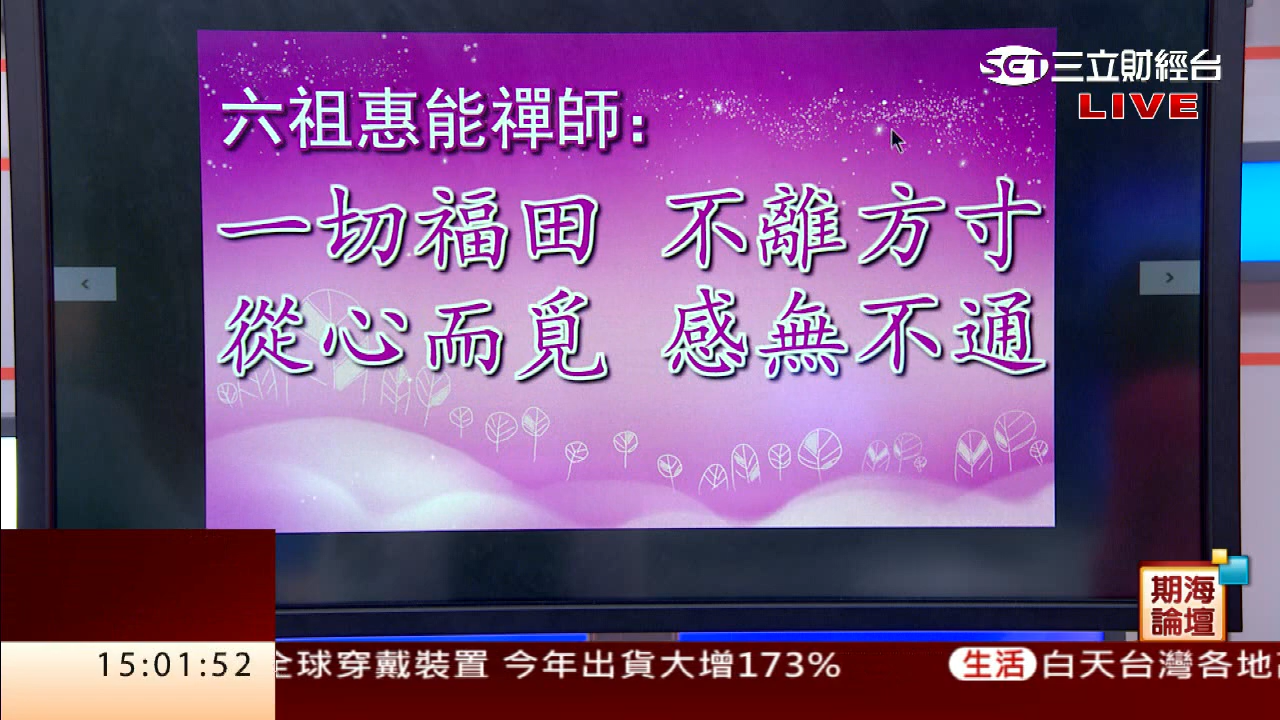 SET三立財經台
LIVE
六祖惠能禪師：
一切福田 不離方寸
從心而覓 感無不通
期海
論壇
15:01:52
全球穿戴裝置 今年出貨大增173%
生活 白天台灣各地